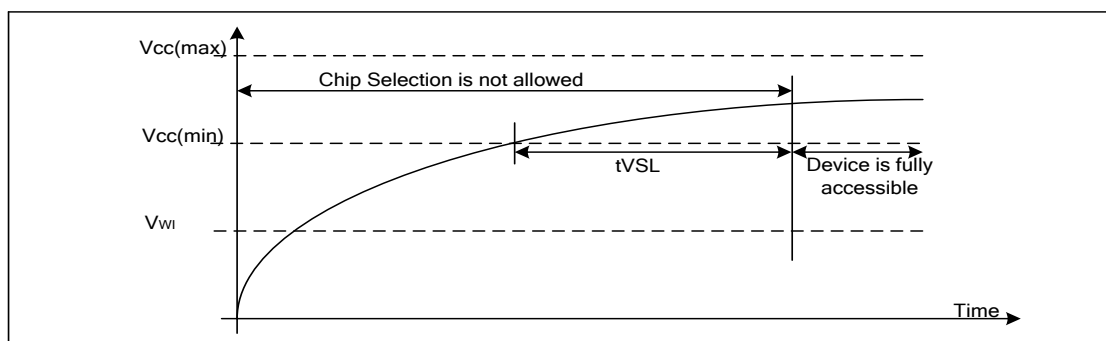 Vcc(max)
Chip Selection is not allowed
Vcc(min)
tVSL
Device is fully
accessible
VWI
Time